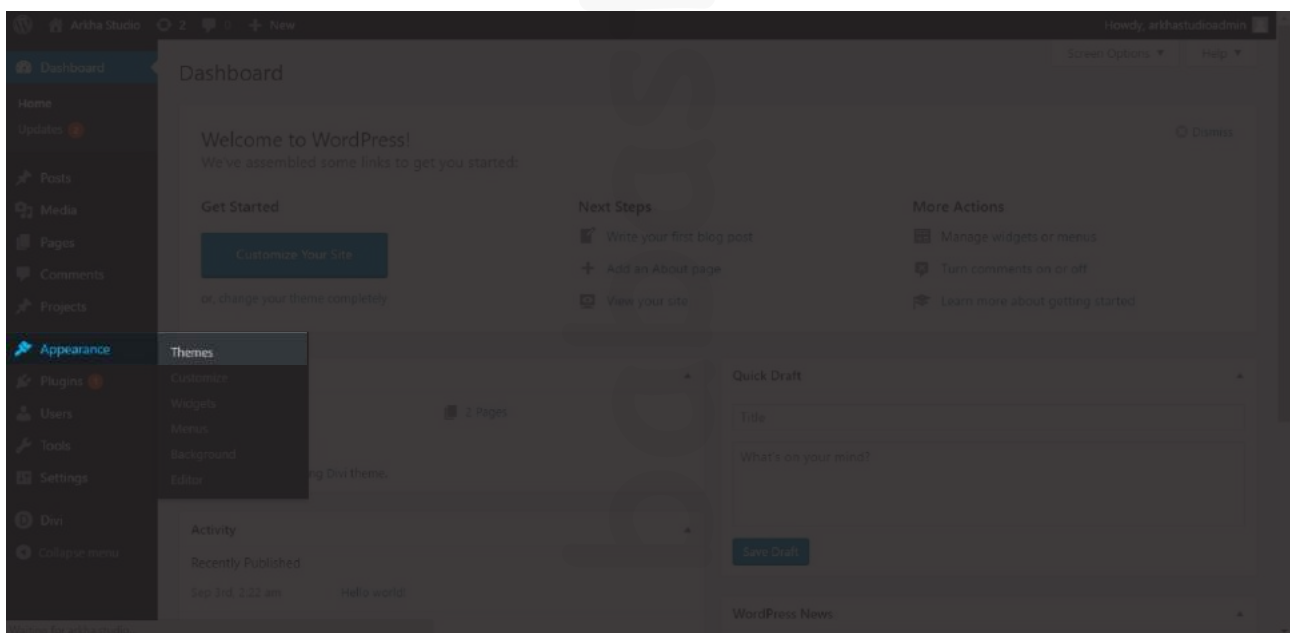 Arkha Studio 2 0 New Howdy, arkhastudioadmin
Screen Options Help
Dashboard
Home
Updates 2
Posts
Media
Pages
Comments
Projects
Appearance
Plugins 1
Users
Tools
Settings
Divi
Collapse menu
Themes
Customize
Widgets
Menus
Background
Editor
Dashboard
Welcome to WordPress!
We've assembled some links to get you started:
Dismiss
Get Started
Customize Your Site
or, change your theme completely
Next Steps
Write your first blog post
Add an About page
View your site
More Actions
Manage widgets or menus
Turn comments on or off
Learn more about getting started
2 Pages
Divi theme.
Activity
Recently Published
Sep 3rd, 2:22 am Hello world!
Quick Draft
Title
What's on your mind?
Save Draft
WordPress News